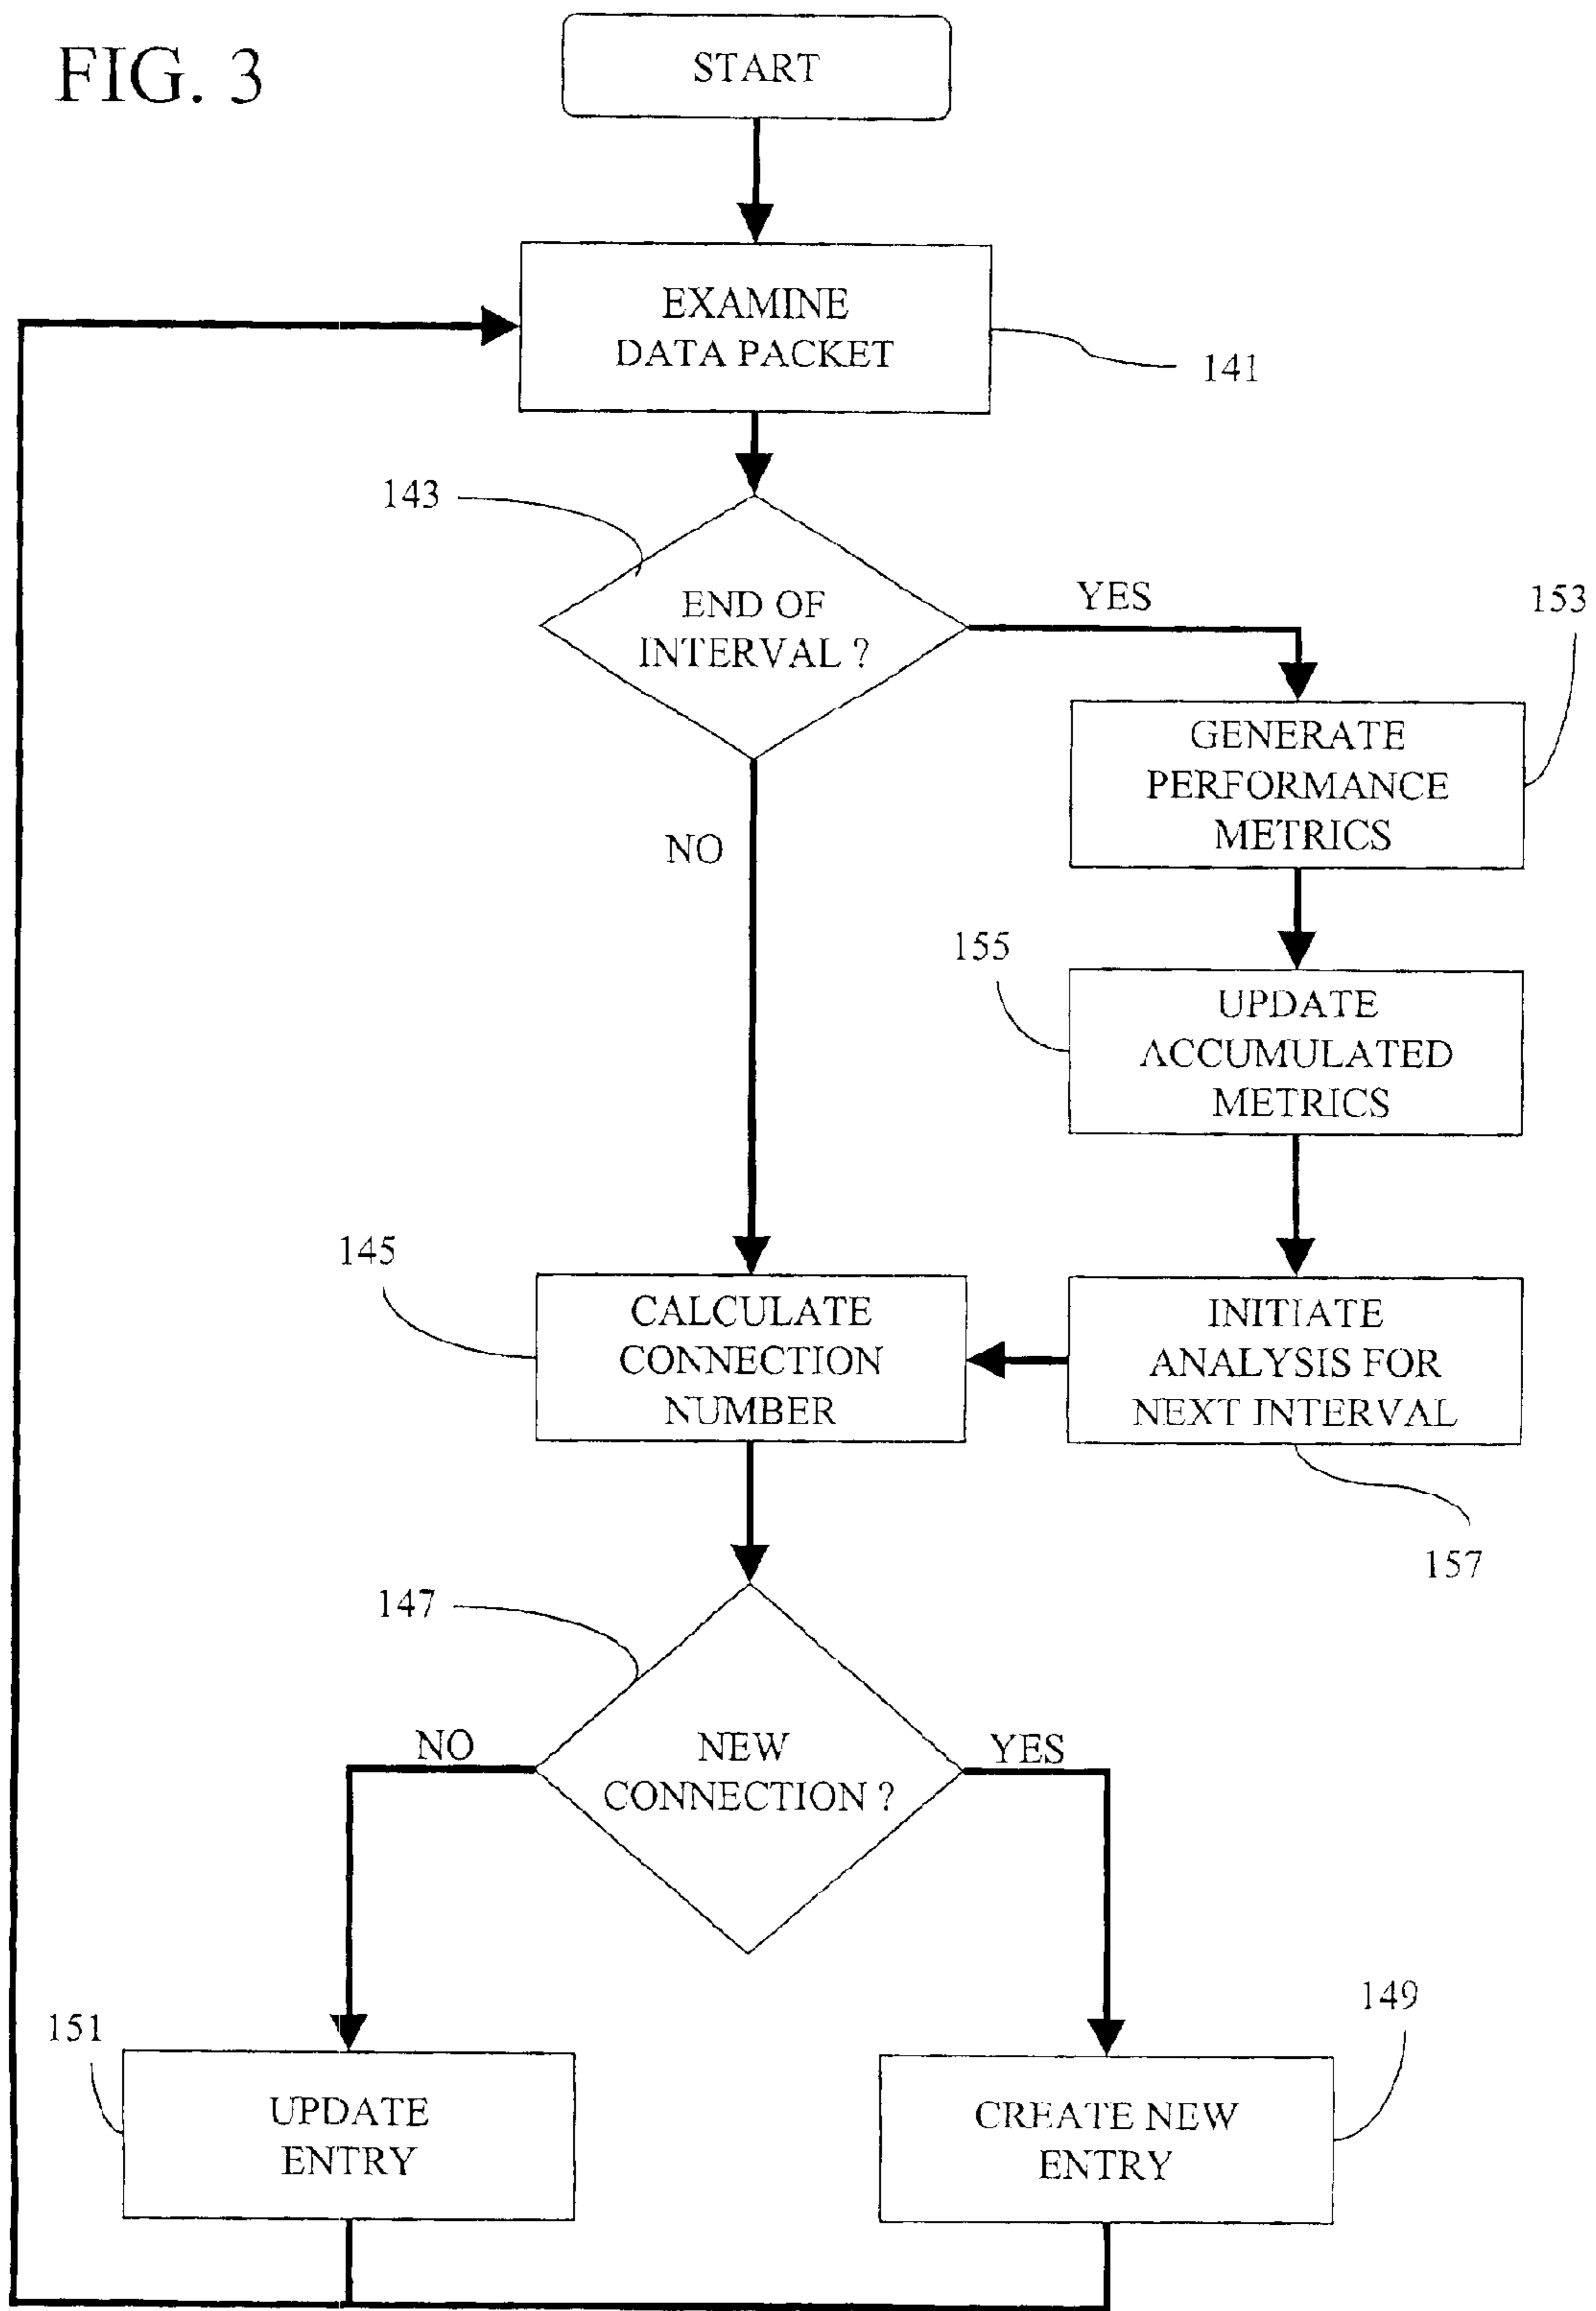 FIG. 3
START
EXAMINE
DATA PACKET
141
143
END OF
INTERVAL ?
YES
153
GENERATE
PERFORMANCE
METRICS
NO
155
UPDATE
ACCUMULATED
METRICS
145
CALCULATE
CONNECTION
NUMBER
INITIATE
ANALYSIS FOR
NEXT INTERVAL
157
147
NO
NEW
CONNECTION ?
YES
151
UPDATE
ENTRY
149
CREATE NEW
ENTRY